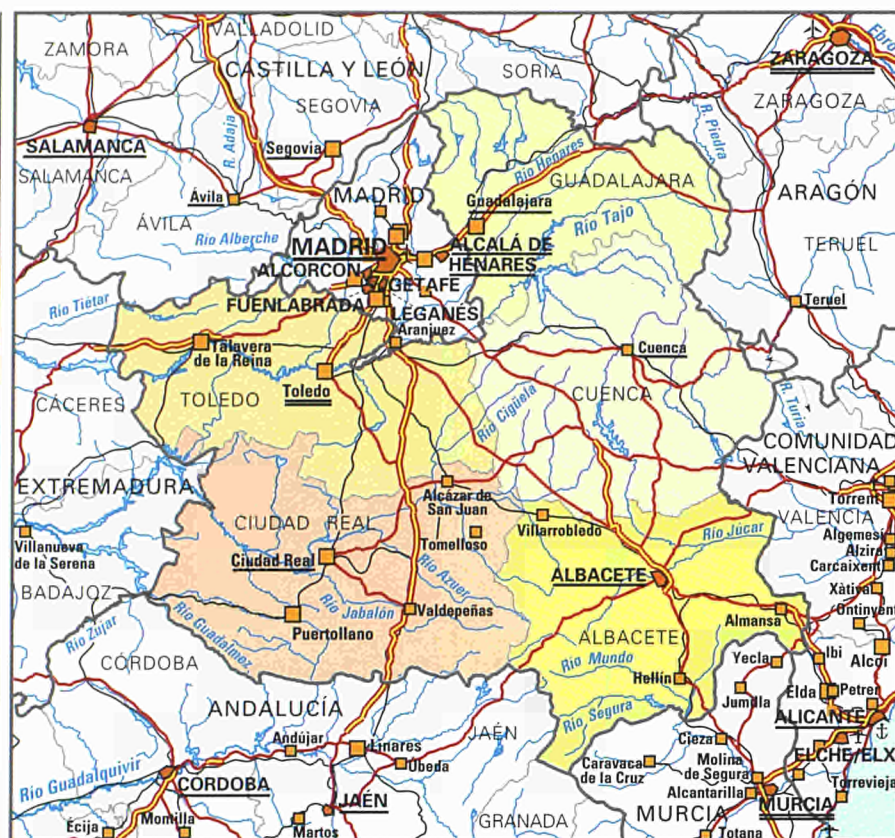 VALLADOLID
ZAMORA
CASTILLA Y LEÓN
SORIA
ZARAGOZA
Ebro
SEGOVIA
ZARAGOZA
R. Adaja
R. Piedra
SALAMANCA
Segovia
Río Henares
SALAMANCA
GUADALAJARA
Ávila
MADRID
Guadalajara
ARAGÓN
ÁVILA
Río Tajo
Río Alberche
MADRID
ALCALÁ DE
HENARES
TERUEL
ALCORCÓN
GETAFE
Río Tiétar
FUENLABRADA
LEGANÉS
Teruel
Aranjuez
Talavera
de la Reina
Cuenca
Toledo
TOLEDO
CÁCERES
CUENCA
R. Turia
Río Cigüela
COMUNIDAD
VALENCIANA
EXTREMADURA
Alcázar de
San Juan
Torrent
CIUDAD REAL
Villarrobledo
VALENCIA
Villanueva
de la Serena
Tomelloso
Río Júcar
Algemesí
Alzira
Ciudad Real
Carcaixent
Río Azuer
ALBACETE
BADAJOZ
Xàtiva
Río Jabalón
Valdepeñas
Almansa
Ontinyent
Río Guadalmez
Puertollano
Río Zujar
ALBACETE
Ibi
Alcoi
CÓRDOBA
Río Mundo
Yecla
Hellín
Elda
Petrer
Jumilla
ANDALUCÍA
Río Segura
ALICANTE
JAÉN
Cieza
Andújar
Linares
ELCHE/ELX
Úbeda
Caravaca
de la Cruz
Molina
de Segura
Río Guadalquivir
CORDOBA
Alcantarilla
Torrevieja
JAÉN
MURCIA
MURCIA
Écija
Montilla
Martos
GRANADA
Totana